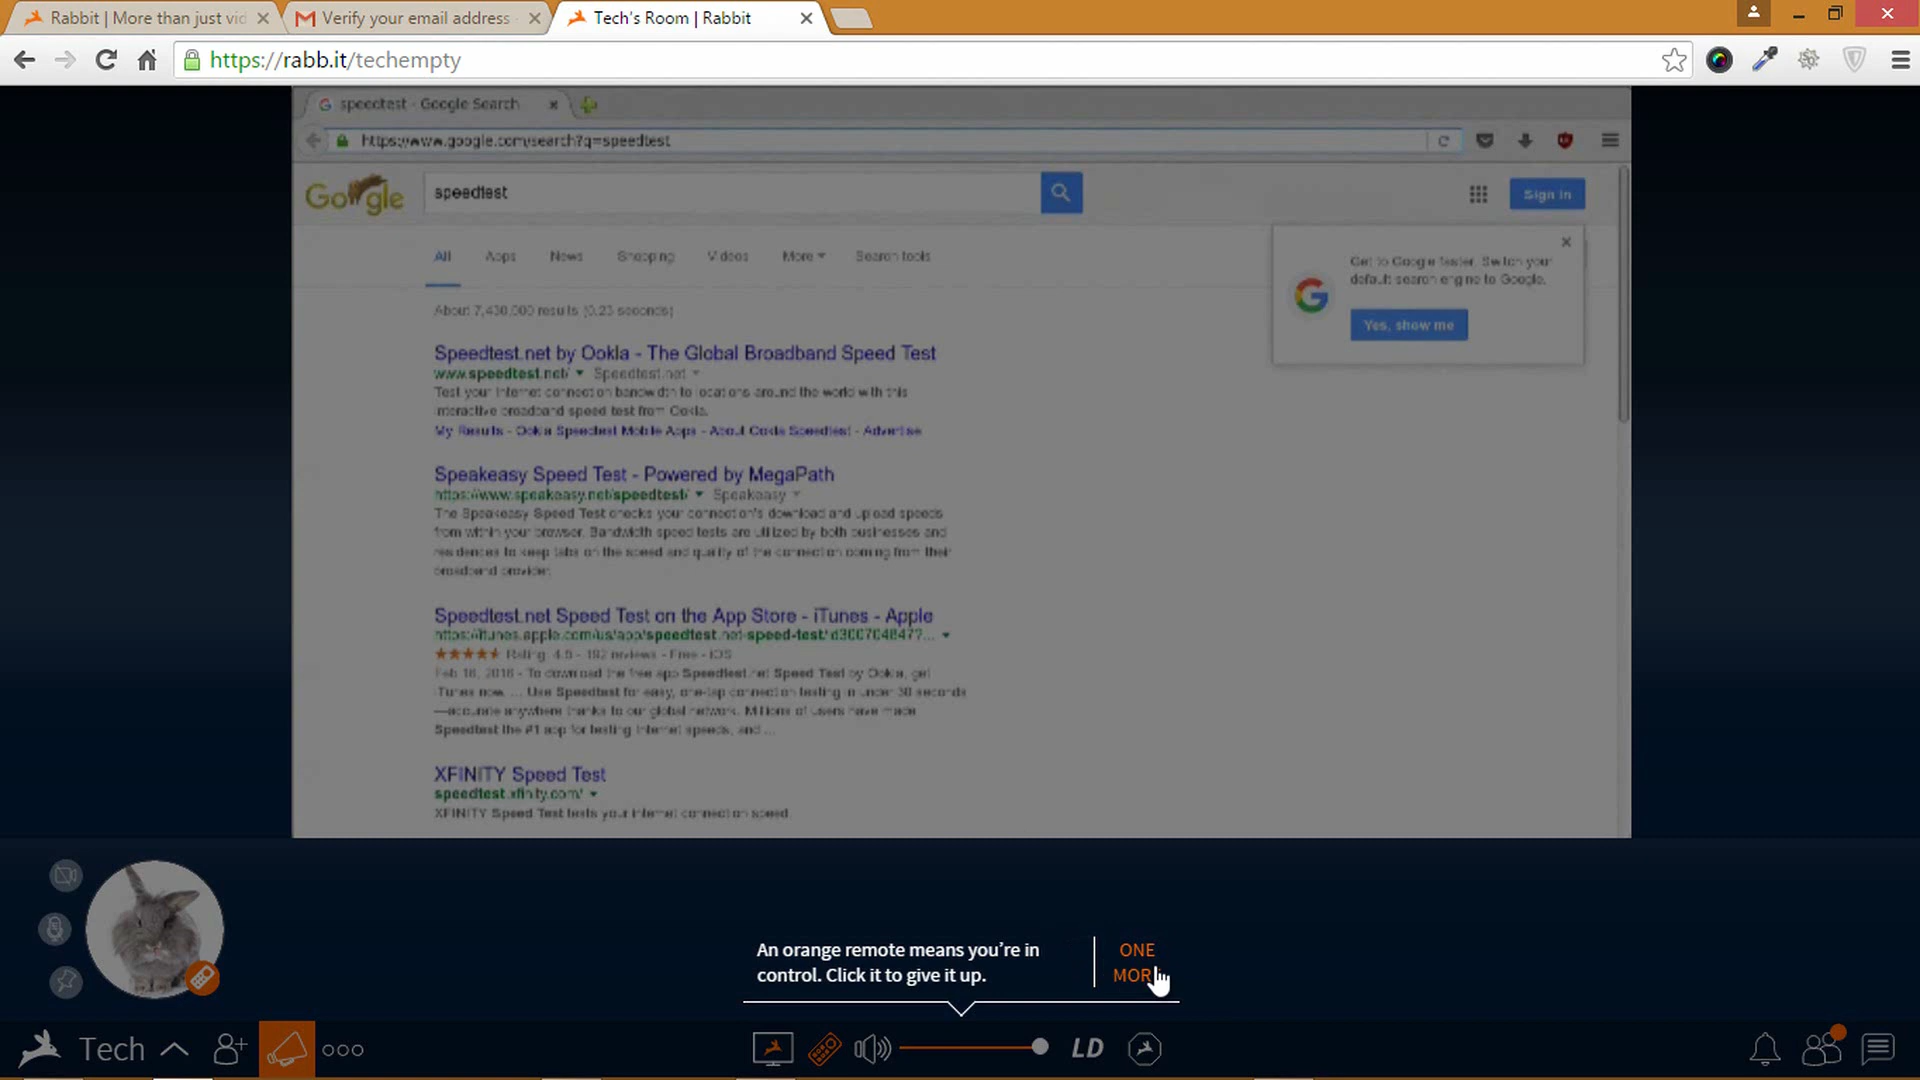 Rabbit | More than just vid
Verify your email address
Tech's Room | Rabbit
https://rabb.it/techempty
speedtest - Google Search
https://www.google.com/search?q=speedtest
Google
speedtest
Sign in
All Apps News Shopping Videos More Search tools
Get to Google faster. Switch your
default search engine to Google.
Yes, show me
About 7,430,000 results (0.23 seconds)
Speedtest.net by Ookla - The Global Broadband Speed Test
www.speedtest.net/ Speedtest.net
Test your Internet connection bandwidth to locations around the world with this
interactive broadband speed test from Ookla.
My Results - Ookla Speedtest Mobile Apps - About Ookla Speedtest - Advertise
Speakeasy Speed Test - Powered by MegaPath
https://www.speakeasy.net/speedtest/ Speakeasy
The Speakeasy Speed Test checks your connection's download and upload speeds
from within your browser. Bandwidth speed tests are utilized by both businesses and
residences to keep tabs on the speed and quality of the connection coming from their
broadband provider.
Speedtest.net Speed Test on the App Store - iTunes - Apple
https://itunes.apple.com/us/app/speedtest.net-speed-test/
Rating: - 192 reviews - Free - iOS
Feb 18, 2016 - To download the free app Speedtest.net Speed Test by Ookla, get
iTunes now. ... Use Speedtest for easy, one-tap connection testing in under 30 seconds
—accurate anywhere thanks to our global network. Millions of users have made
Speedtest the #1 app for testing Internet speeds, and ...
XFINITY Speed Test
speedtest.xfinity.com/
XFINITY Speed Test tests your Internet connection speed
An orange remote means you're in
control. Click it to give it up.
ONE
MOR
Tech
LD